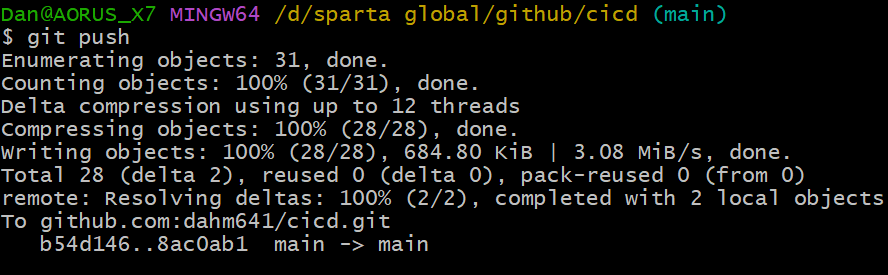 Dan@AORUS_X7 MINGW64 /d/sparta global/github/cicd (main)
$ git push
Enumerating objects: 31, done.
Counting objects: 100% (31/31), done.
Delta compression using up to 12 threads
Compressing objects: 100% (28/28), done.
Writing objects: 100% (28/28), 684.80 KiB | 3.08 MiB/s, done.
Total 28 (delta 2), reused 0 (delta 0), pack-reused 0 (from 0)
remote: Resolving deltas: 100% (2/2), completed with 2 local objects
To github.com:dahm641/cicd.git
   b54d146..8ac0ab1  main -> main